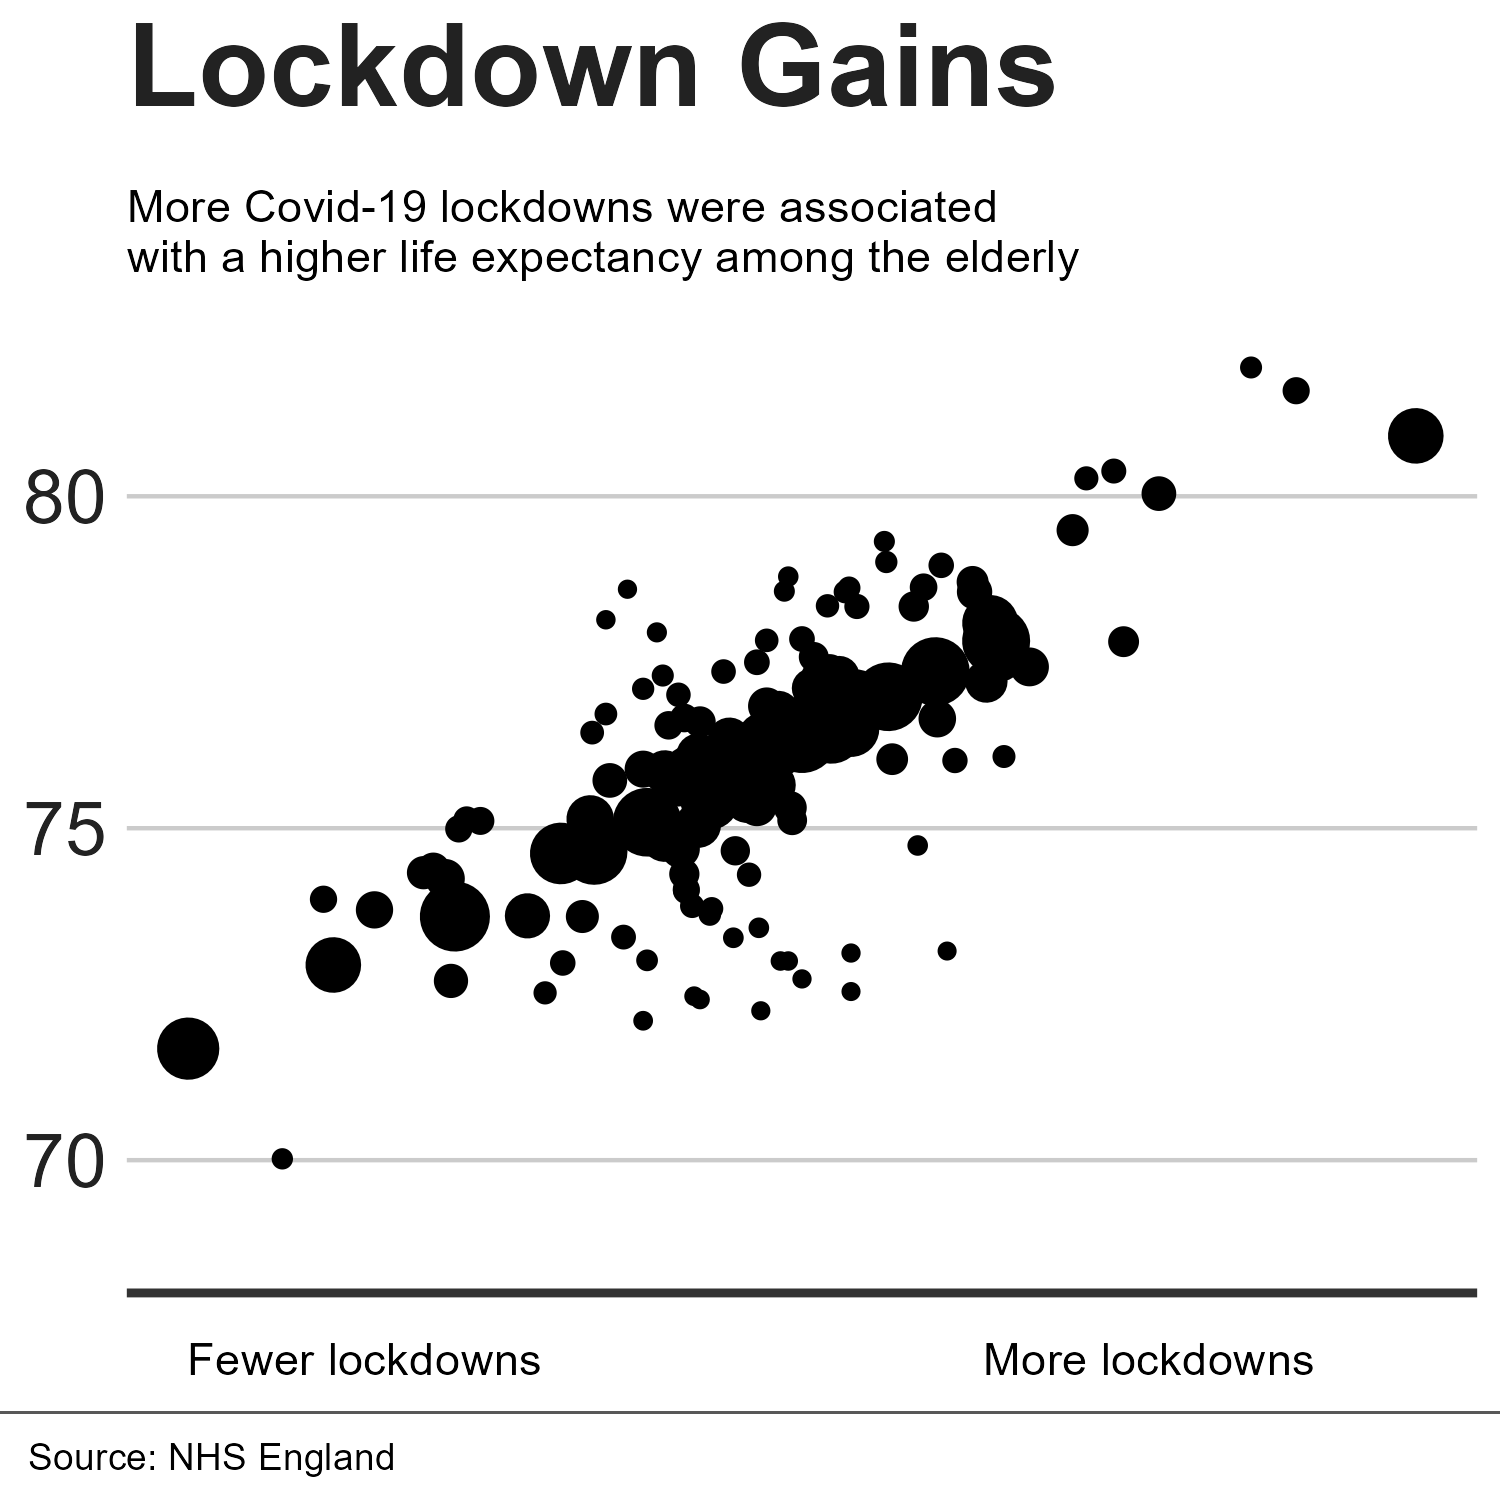 Lockdown Gains
More Covid-19 lockdowns were associated
with a higher life expectancy among the elderly
80
75
70
Fewer lockdowns
More lockdowns
Source: NHS England